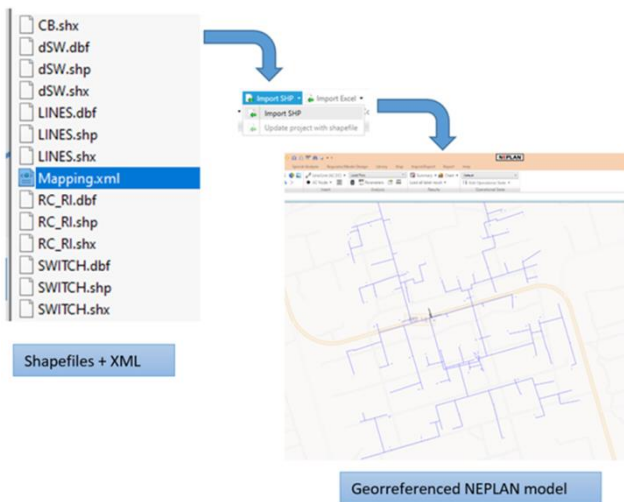 CB.shx
dSW.dbf
dSW.shp
dSW.shx
LINES.dbf
LINES.shp
LINES.shx
Mapping.xml
RC_RI.dbf
RC_RI.shp
RC_RI.shx
SWITCH.dbf
SWITCH.shp
SWITCH.shx
Shapefiles + XML
Import SHP
Import Excel
Import SHP
Update project with shapefile
NEPLAN
Georreferenced NEPLAN model